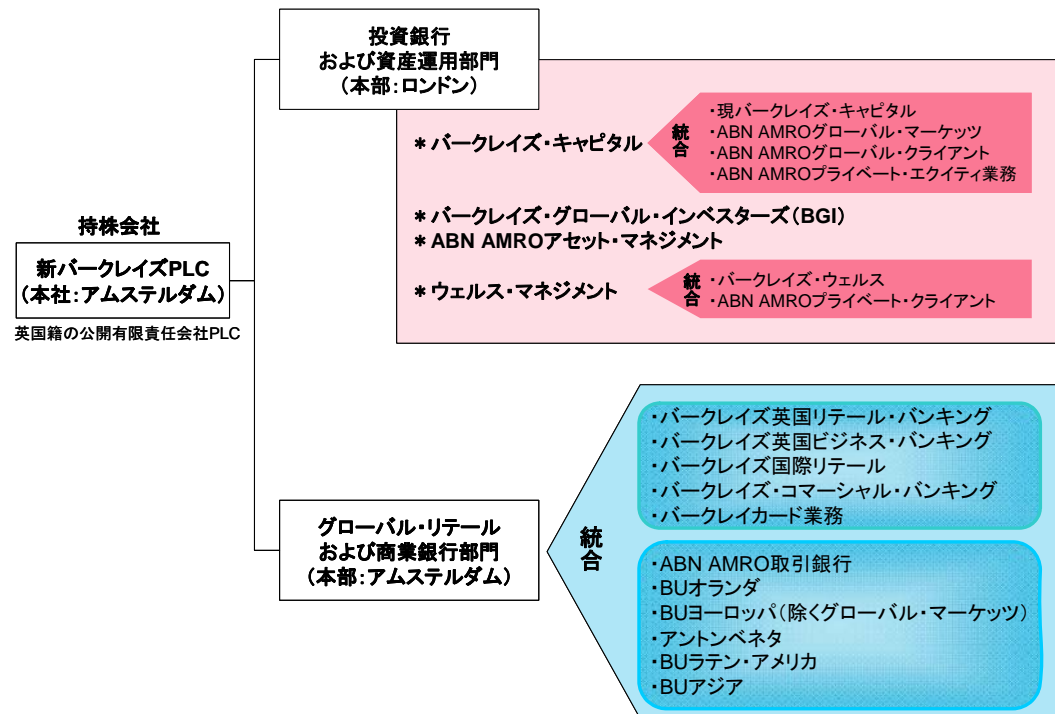 投資銀行
および資産運用部門
（本部：ロンドン）
＊バークレイズ・キャピタル
統合
・現バークレイズ・キャピタル
・ABN AMROグローバル・マーケッツ
・ABN AMROグローバル・クライアント
・ABN AMROプライベート・エクイティ業務
＊バークレイズ・グローバル・インベスターズ（BGI）
＊ABN AMROアセット・マネジメント
＊ウェルス・マネジメント
統合
・バークレイズ・ウェルス
・ABN AMROプライベート・クライアント
持株会社
新バークレイズPLC
（本社：アムステルダム）
英国籍の公開有限責任会社PLC
グローバル・リテール
および商業銀行部門
（本部：アムステルダム）
統合
・バークレイズ英国リテール・バンキング
・バークレイズ英国ビジネス・バンキング
・バークレイズ国際リテール
・バークレイズ・コマーシャル・バンキング
・バークレイカード業務
・ABN AMRO取引銀行
・BUオランダ
・BUヨーロッパ（除くグローバル・マーケッツ）
・アントンベネタ
・BUラテン・アメリカ
・BUアジア